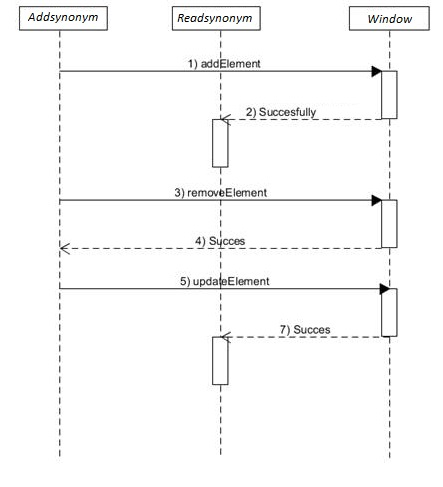 Addsynonym
Readsynonym
Window
1) addElement
2) Succesfully
3) removeElement
4) Succes
5) updateElement
7) Succes